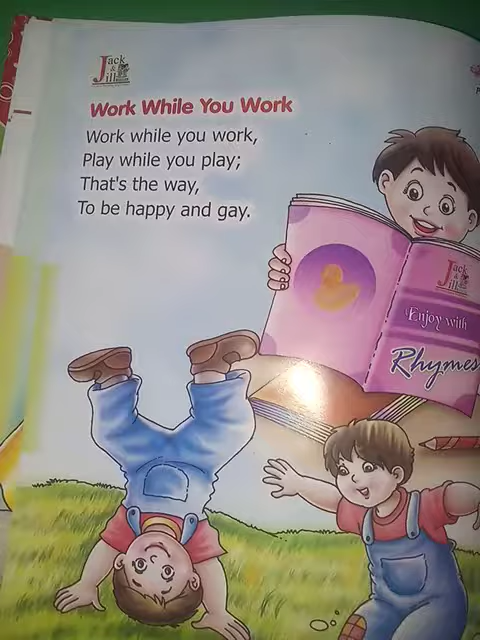 Jack
&
Jill
Work While You Work
Work while you work,
Play while you play;
That's the way,
To be happy and gay.
Jack
&
Jill
Enjoy with
Rhymes